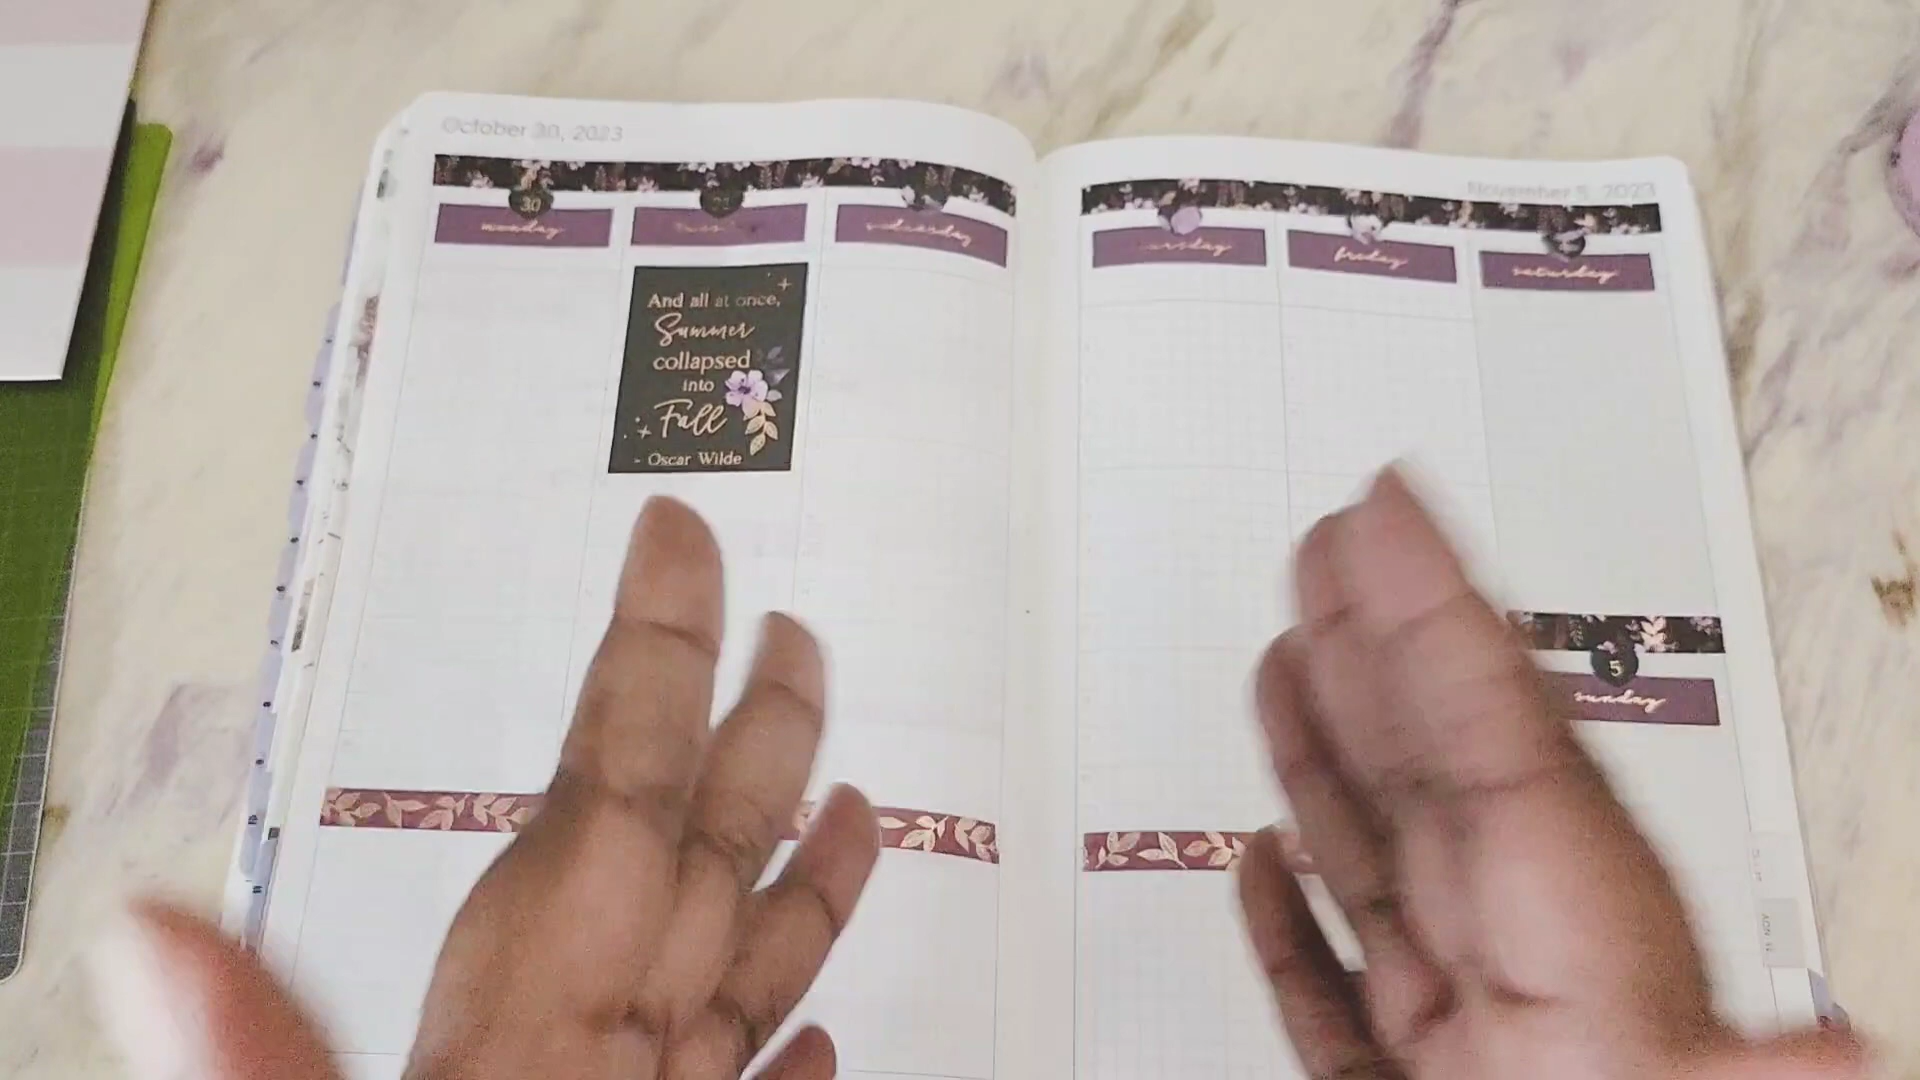 October 30, 2023
November 5, 2023
30
monday
wednesday
friday
saturday
And all at once,
Summer
collapsed
into
Fall
- Oscar Wilde
5
sunday